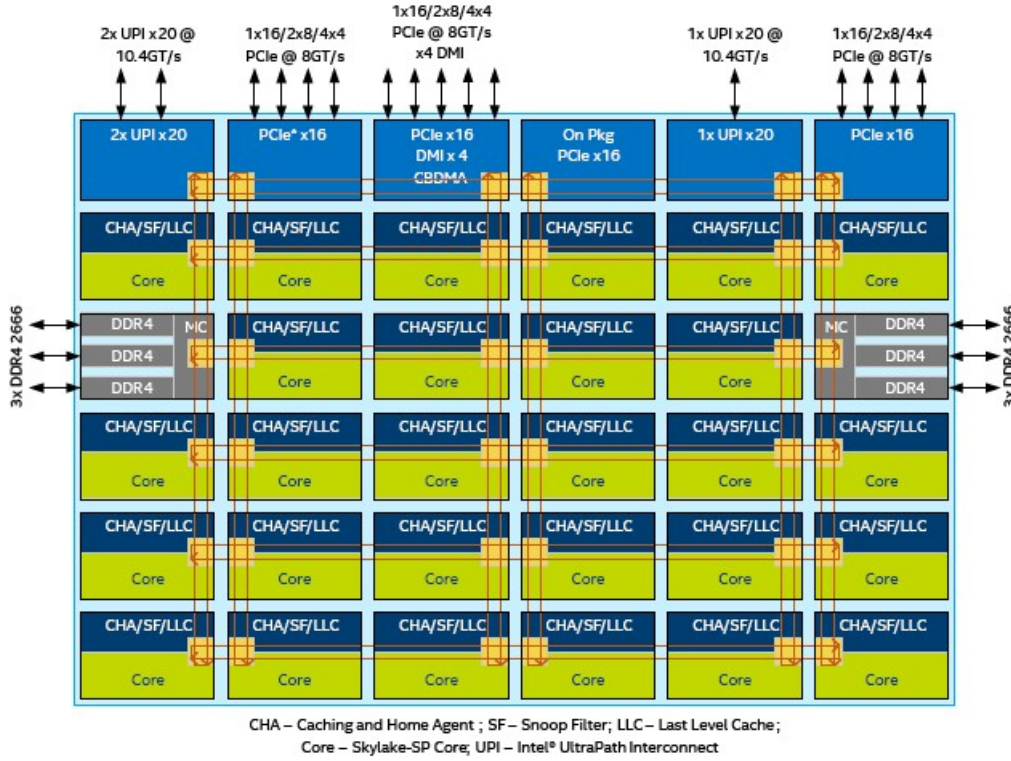 2x UPI x20 @
10.4GT/s
1x16/2x8/4x4
PCIe @ 8GT/s
1x16/2x8/4x4
PCIe @ 8GT/s
x4 DMI
1x UPI x20 @
10.4GT/s
1x16/2x8/4x4
PCIe @ 8GT/s
2x UPI x20
PCIe* x16
PCIe x16
DMI x 4
CBDMA
On Pkg
PCIe x16
1x UPI x20
PCIe x16
CHA/SF/LLC CHA/SF/LLC CHA/SF/LLC CHA/SF/LLC CHA/SF/LLC CHA/SF/LLC
Core Core Core Core Core Core
3x DDR4 2666
DDR4
DDR4
DDR4
MC
CHA/SF/LLC CHA/SF/LLC CHA/SF/LLC CHA/SF/LLC
Core Core Core Core
MC
DDR4
DDR4
DDR4
3x DDR4 2666
CHA/SF/LLC CHA/SF/LLC CHA/SF/LLC CHA/SF/LLC CHA/SF/LLC CHA/SF/LLC
Core Core Core Core Core Core
CHA/SF/LLC CHA/SF/LLC CHA/SF/LLC CHA/SF/LLC CHA/SF/LLC CHA/SF/LLC
Core Core Core Core Core Core
CHA/SF/LLC CHA/SF/LLC CHA/SF/LLC CHA/SF/LLC CHA/SF/LLC CHA/SF/LLC
Core Core Core Core Core Core
CHA – Caching and Home Agent ; SF – Snoop Filter; LLC – Last Level Cache;
Core – Skylake-SP Core; UPI – Intel® UltraPath Interconnect